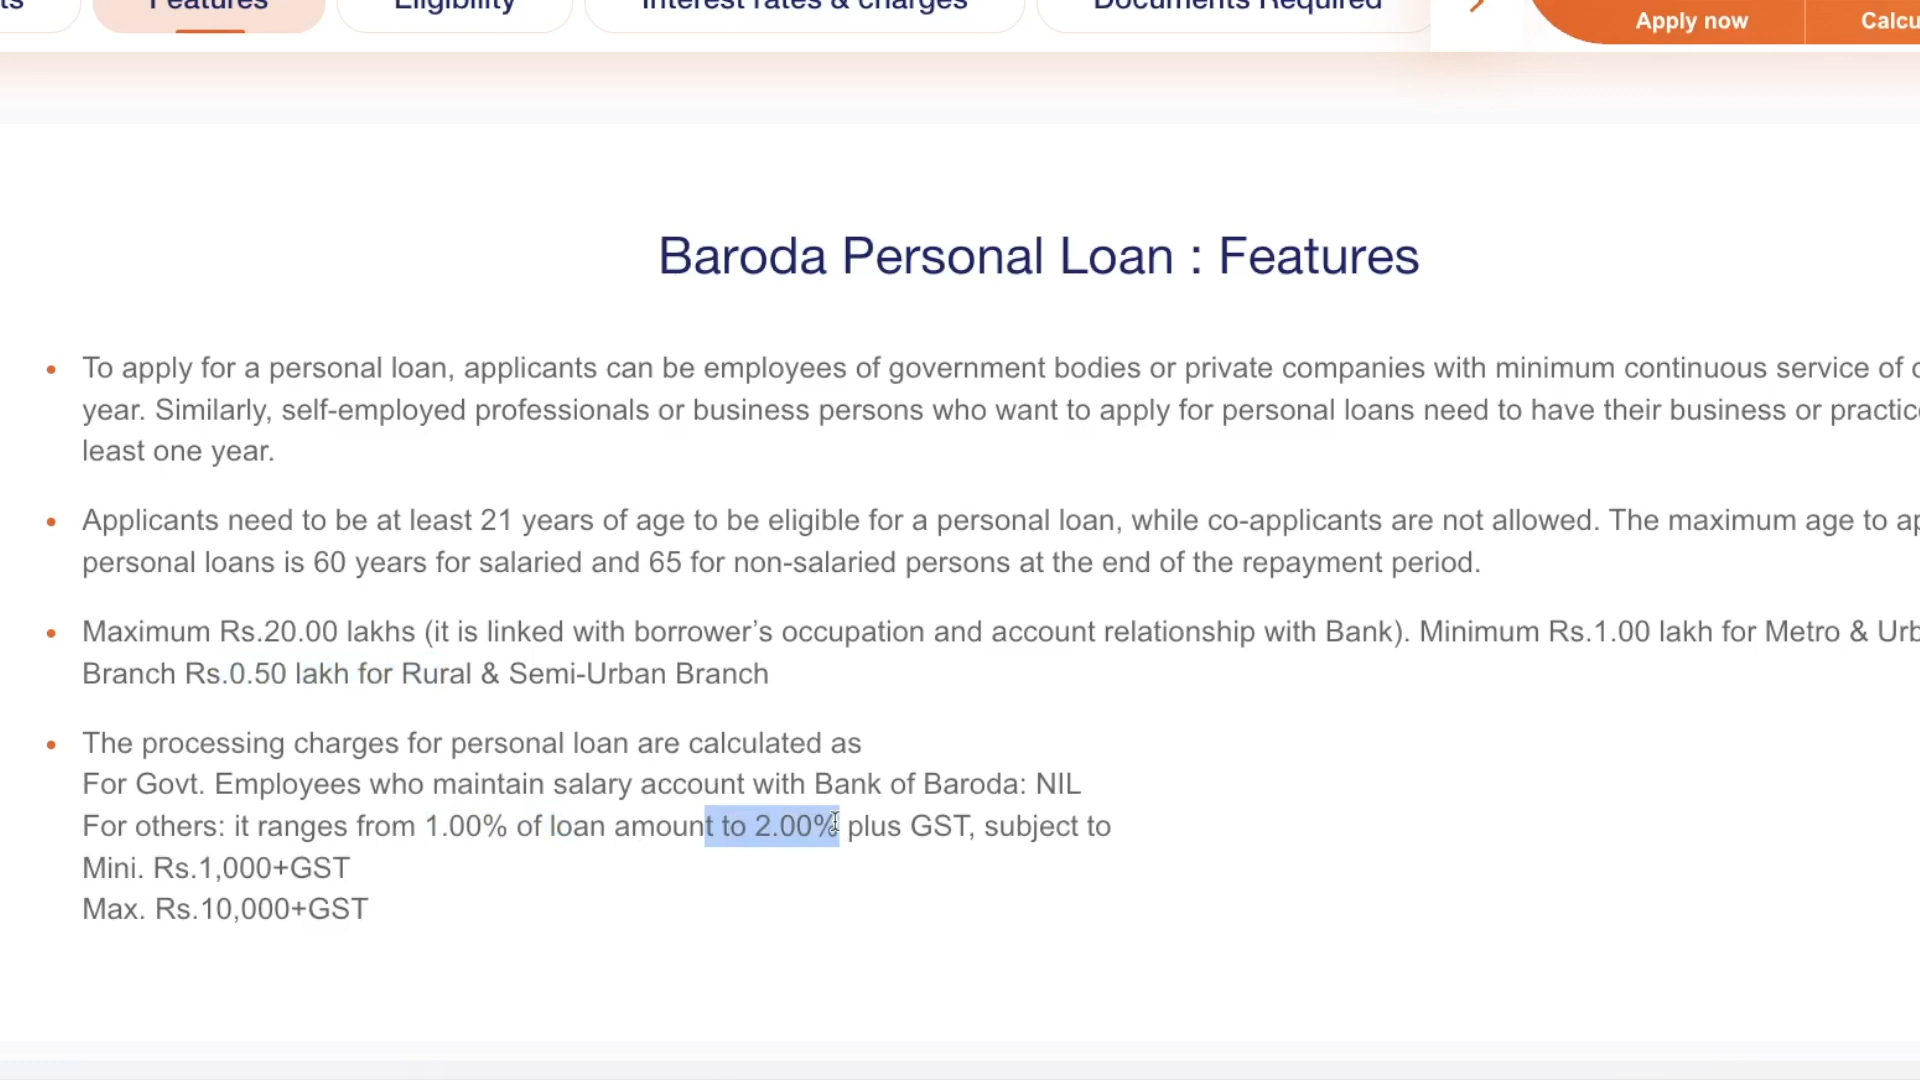 Features
Eligibility
Interest rates & charges
Documents Required
Apply now
Baroda Personal Loan : Features
To apply for a personal loan, applicants can be employees of government bodies or private companies with minimum continuous service of
year. Similarly, self-employed professionals or business persons who want to apply for personal loans need to have their business or
least one year.
Applicants need to be at least 21 years of age to be eligible for a personal loan, while co-applicants are not allowed. The maximum age to
personal loans is 60 years for salaried and 65 for non-salaried persons at the end of the repayment period.
Maximum Rs.20.00 lakhs (it is linked with borrower’s occupation and account relationship with Bank). Minimum Rs.1.00 lakh for Metro &
Branch Rs.0.50 lakh for Rural & Semi-Urban Branch
The processing charges for personal loan are calculated as
For Govt. Employees who maintain salary account with Bank of Baroda: NIL
For others: it ranges from 1.00% of loan amount to 2.00% plus GST, subject to
Mini. Rs.1,000+GST
Max. Rs.10,000+GST